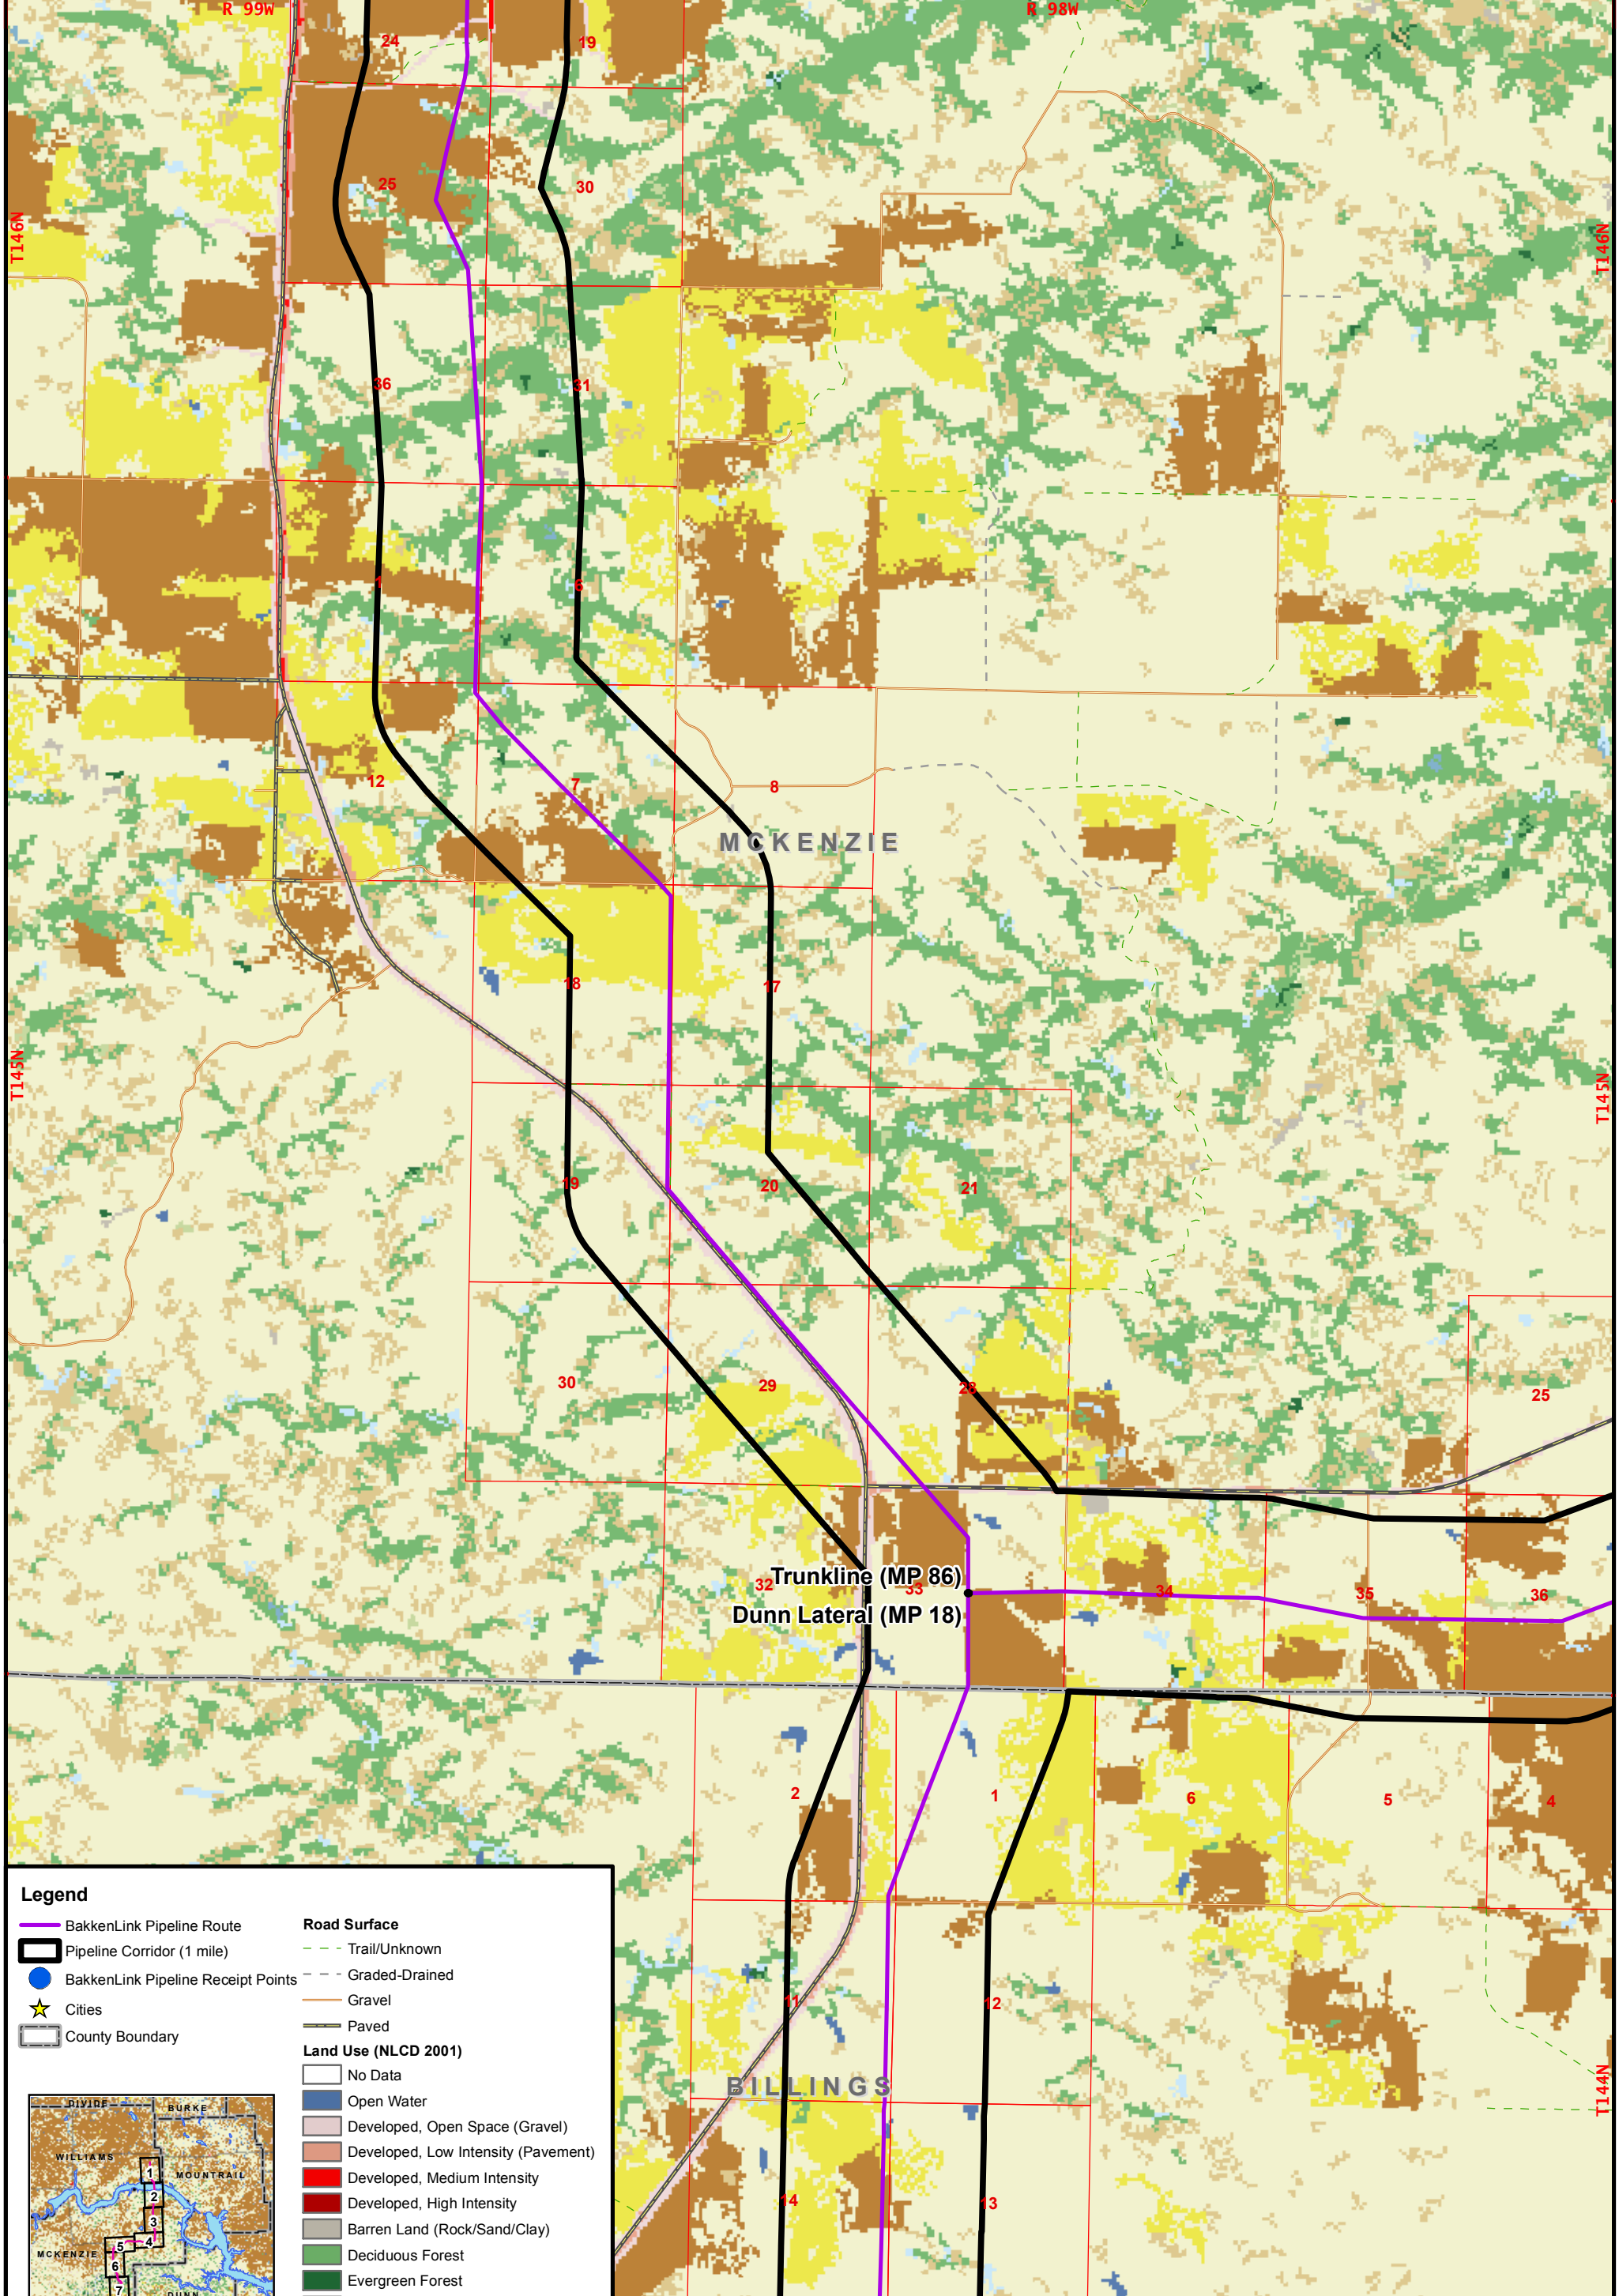 R 99W
R 98W
24
19
25
30
T146N
T146N
36
31
1
6
12
7
8
MCKENZIE
18
17
T145N
T145N
19
20
21
30
29
28
25
Trunkline (MP 86)
32
33
34
35
36
Dunn Lateral (MP 18)
2
1
6
5
4
11
12
BILLINGS
T144N
14
13
Legend
BakkenLink Pipeline Route
Pipeline Corridor (1 mile)
BakkenLink Pipeline Receipt Points
Cities
County Boundary
Road Surface
Trail/Unknown
Graded-Drained
Gravel
Paved
Land Use (NLCD 2001)
No Data
Open Water
Developed, Open Space (Gravel)
Developed, Low Intensity (Pavement)
Developed, Medium Intensity
Developed, High Intensity
Barren Land (Rock/Sand/Clay)
Deciduous Forest
Evergreen Forest
DIVIDE
BURKE
WILLIAMS
MOUNTRAIL
1
2
3
4
5
MCKENZIE
6
7
DUNN